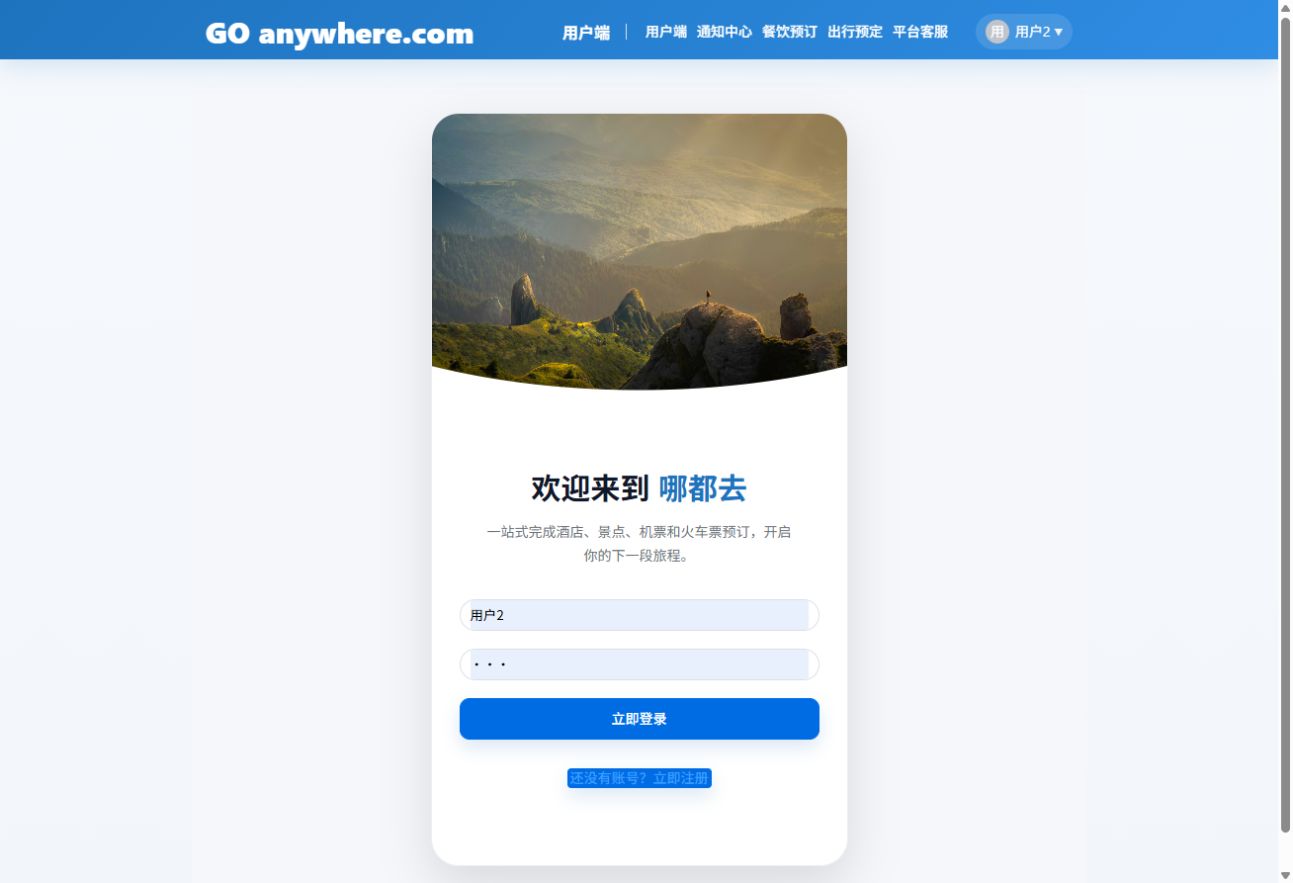 GO anywhere.com
用户端 | 用户端 通知中心 餐饮预订 出行预定 平台客服 用 用户2 ▼
欢迎来到 哪都去
一站式完成酒店、景点、机票和火车票预订，开启
你的下一段旅程。
用户2
立即登录
还没有账号？立即注册